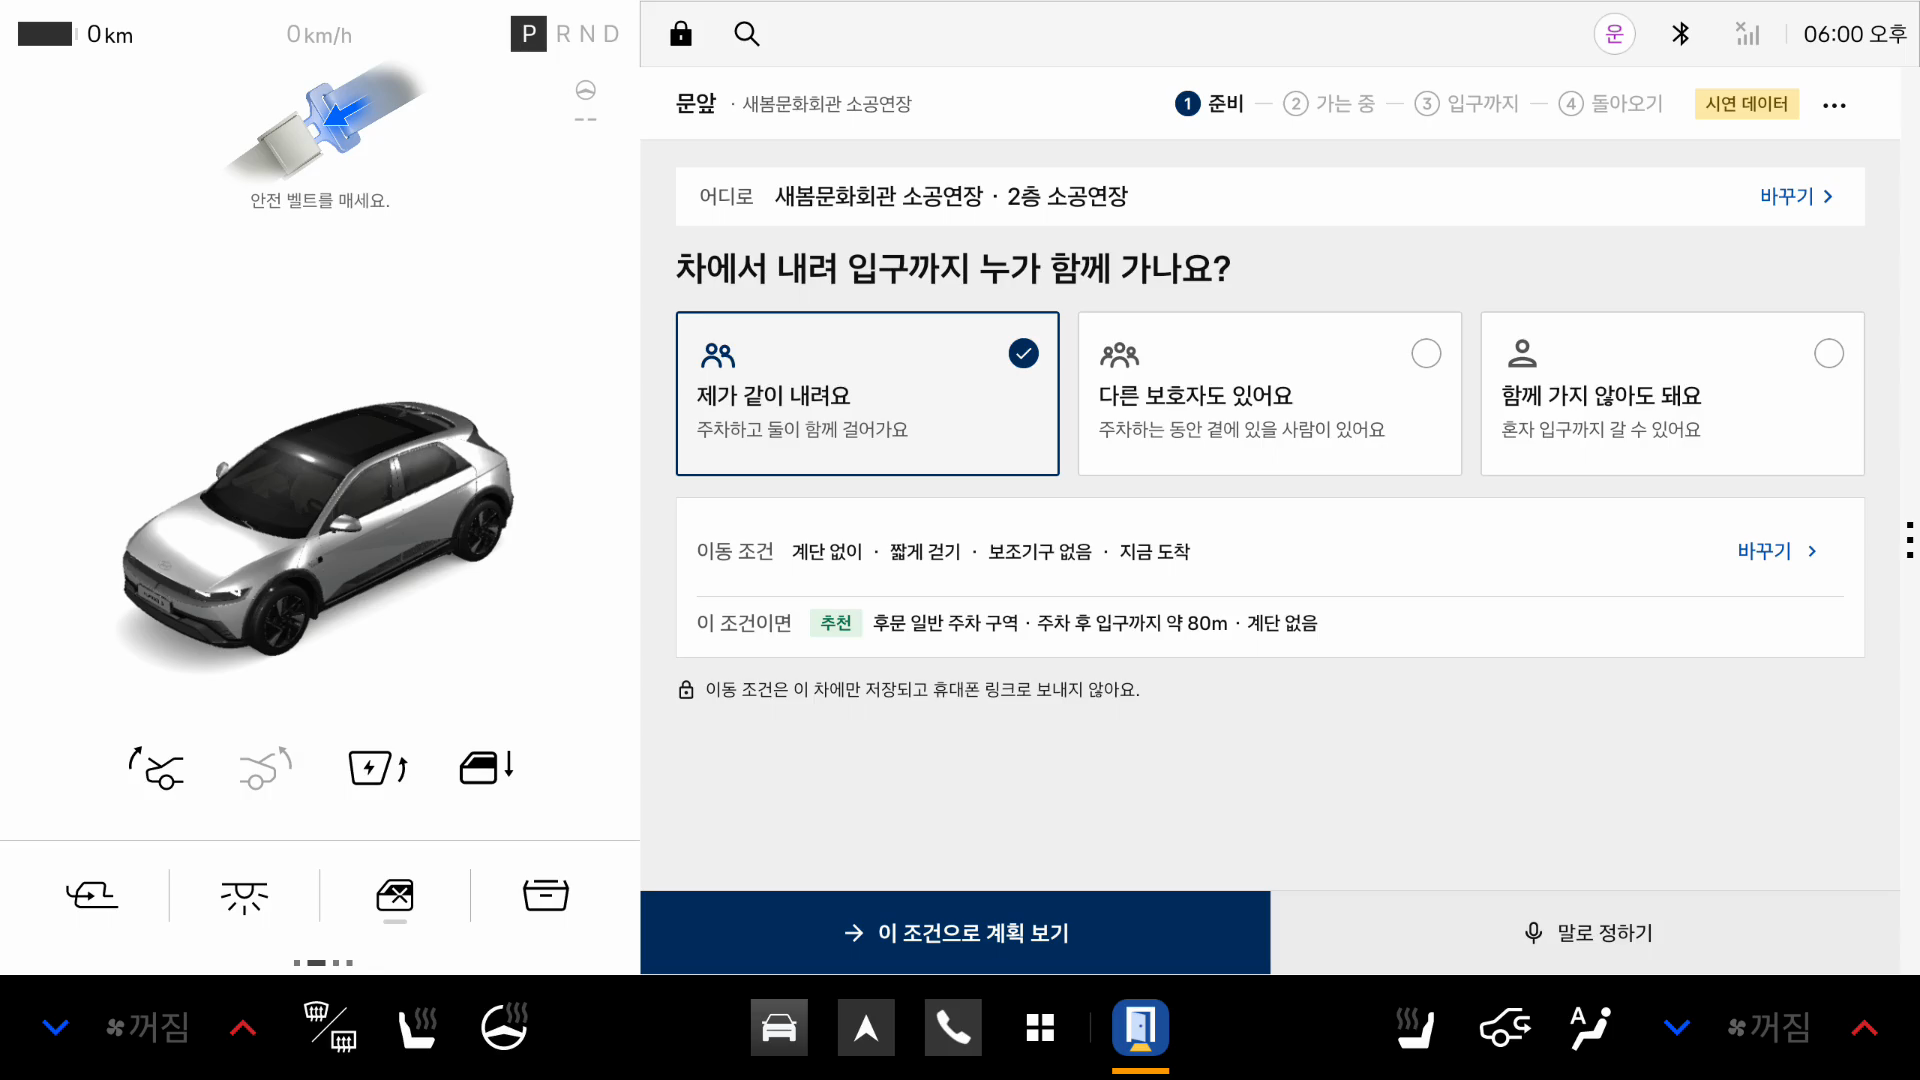 0 km
0 km/h
P R N D
안전 벨트를 매세요.
운
06:00 오후
문앞 · 새봄문화회관 소공연장
1 준비
2 가는 중
3 입구까지
4 돌아오기
시연 데이터
어디로 새봄문화회관 소공연장 · 2층 소공연장
바꾸기
차에서 내려 입구까지 누가 함께 가나요?
제가 같이 내려요
주차하고 둘이 함께 걸어가요
다른 보호자도 있어요
주차하는 동안 곁에 있을 사람이 있어요
함께 가지 않아도 돼요
혼자 입구까지 갈 수 있어요
이동 조건 계단 없이 · 짧게 걷기 · 보조기구 없음 · 지금 도착
바꾸기
이 조건이면 추천 후문 일반 주차 구역 · 주차 후 입구까지 약 80m · 계단 없음
이동 조건은 이 차에만 저장되고 휴대폰 링크로 보내지 않아요.
이 조건으로 계획 보기
말로 정하기
꺼짐
A
꺼짐